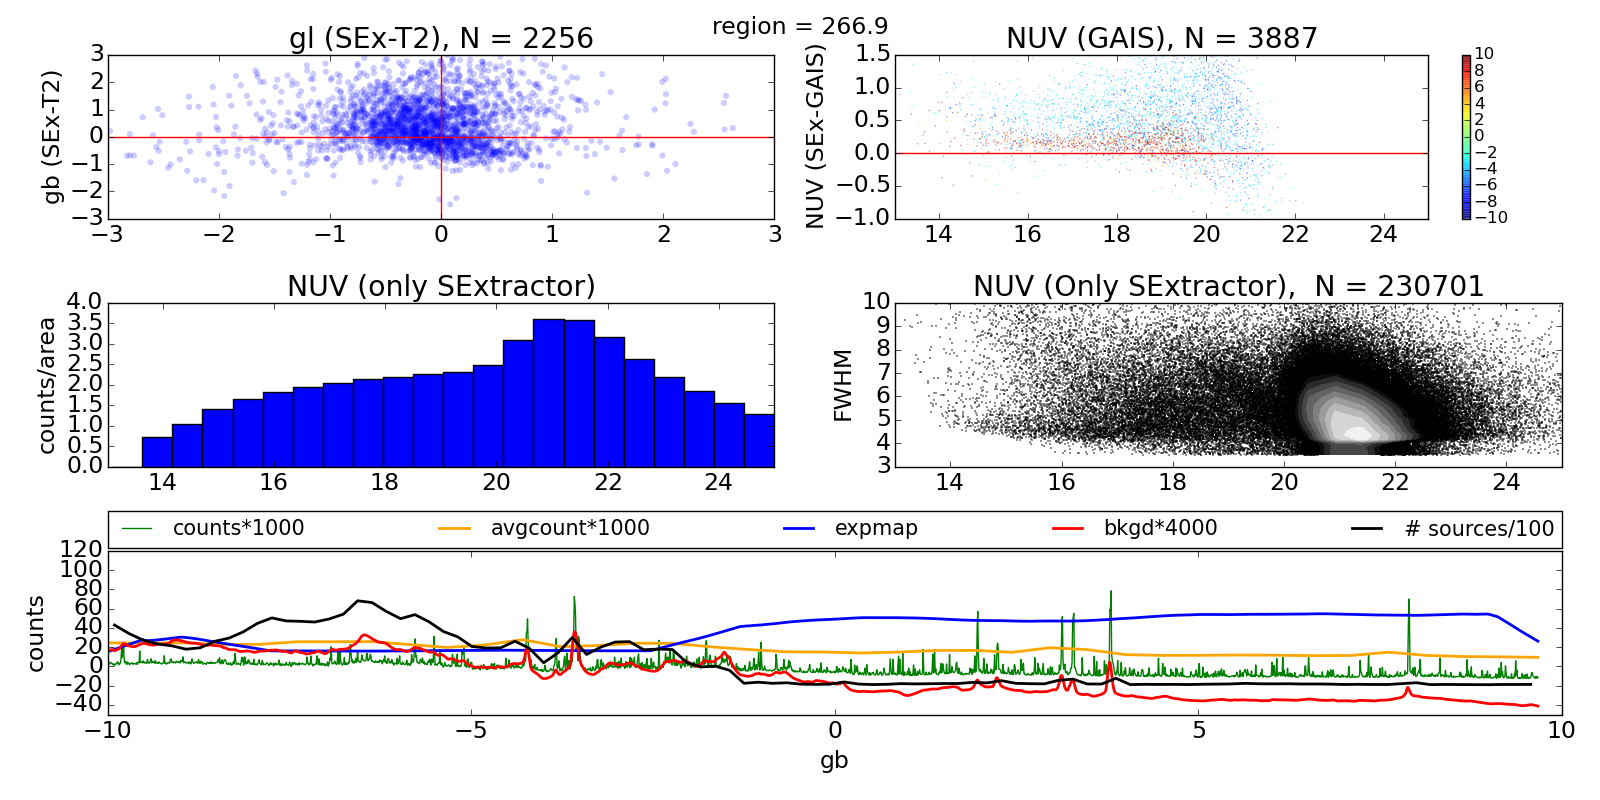 region = 266.9
gl (SEx-T2), N = 2256
gb (SEx-T2)
3
2
1
0
−1
−2
−3
−3 −2 −1 0 1 2 3
NUV (GAIS), N = 3887
NUV (SEx-GAIS)
1.5
1.0
0.5
0.0
−0.5
−1.0
14 16 18 20 22 24
10
8
6
4
2
0
−2
−4
−6
−8
−10
NUV (only SExtractor)
counts/area
4.0
3.5
3.0
2.5
2.0
1.5
1.0
0.5
0.0
14 16 18 20 22 24
NUV (Only SExtractor), N = 230701
FWHM
10
9
8
7
6
5
4
3
14 16 18 20 22 24
counts*1000 avgcount*1000 expmap bkgd*4000 # sources/100
counts
120
100
80
60
40
20
0
−20
−40
−10 −5 0 5 10
gb